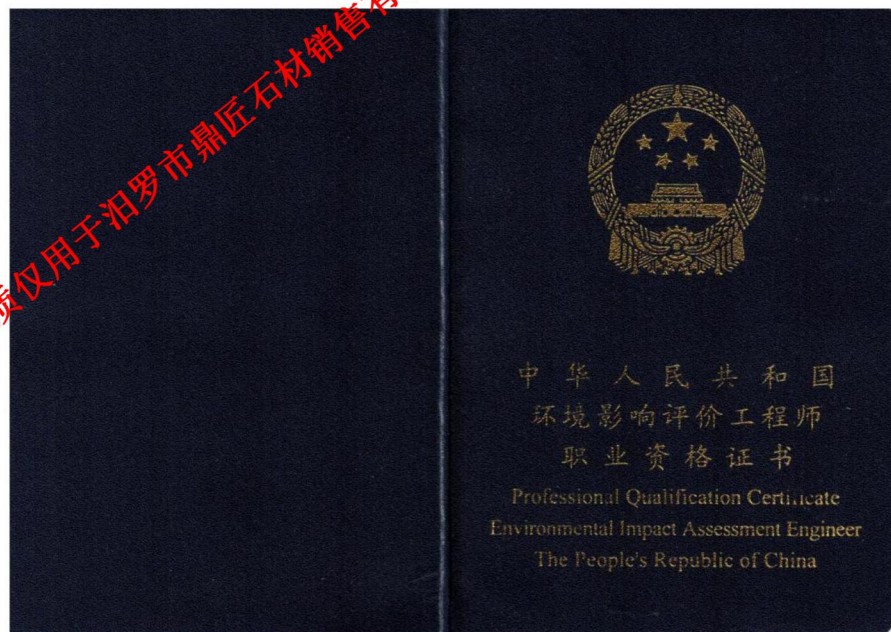 质仅用于汨罗市鼎匠石材销售有
中华人民共和国
环境影响评价工程师
职业资格证书
Professional Qualification Certificate
Environmental Impact Assessment Engineer
The People's Republic of China